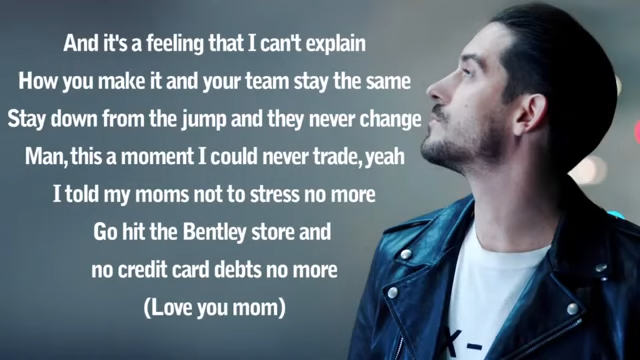 And it's a feeling that I can't explain
How you make it and your team stay the same
Stay down from the jump and they never change
Man, this a moment I could never trade, yeah
I told my moms not to stress no more
Go hit the Bentley store and
no credit card debts no more
(Love you mom)
X-